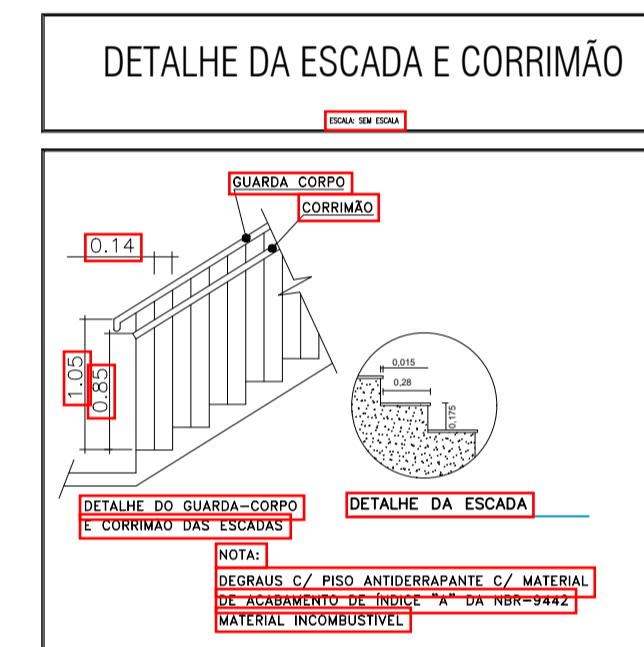 DETALHE DA ESCADA E CORRIMÃO
ESCALA: SEM ESCALA
GUARDA CORPO
CORRIMÃO
0.14
1.05
0.85
0,015
0,28
0,175
DETALHE DO GUARDA-CORPO
E CORRIMÃO DAS ESCADAS
DETALHE DA ESCADA
NOTA:
DEGRAUS C/ PISO ANTIDERRAPANTE C/ MATERIAL
DE ACABAMENTO DE ÍNDICE "A" DA NBR-9442
MATERIAL INCOMBUSTIVEL